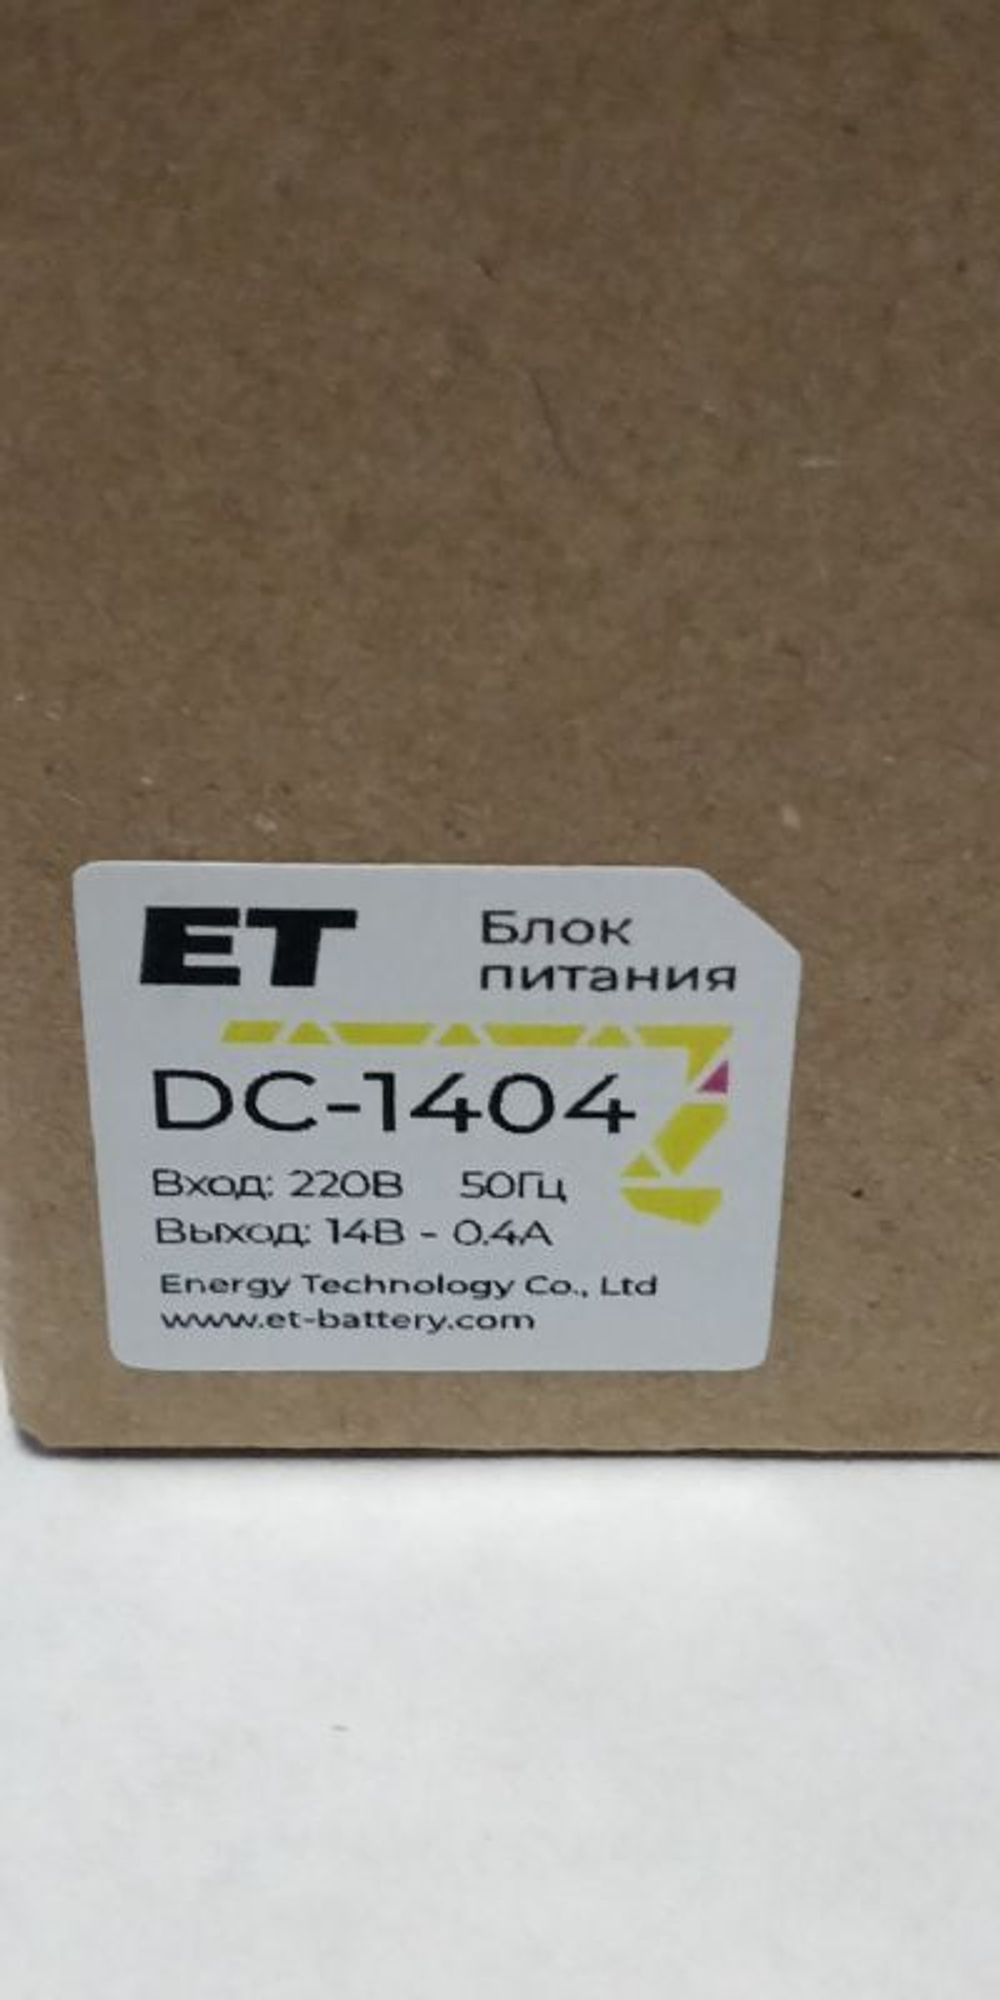 ET
Блок
питания
DC-1404
Вход: 220В 50Гц
Выход: 14В - 0.4А
Energy Technology Co., Ltd
www.et-battery.com